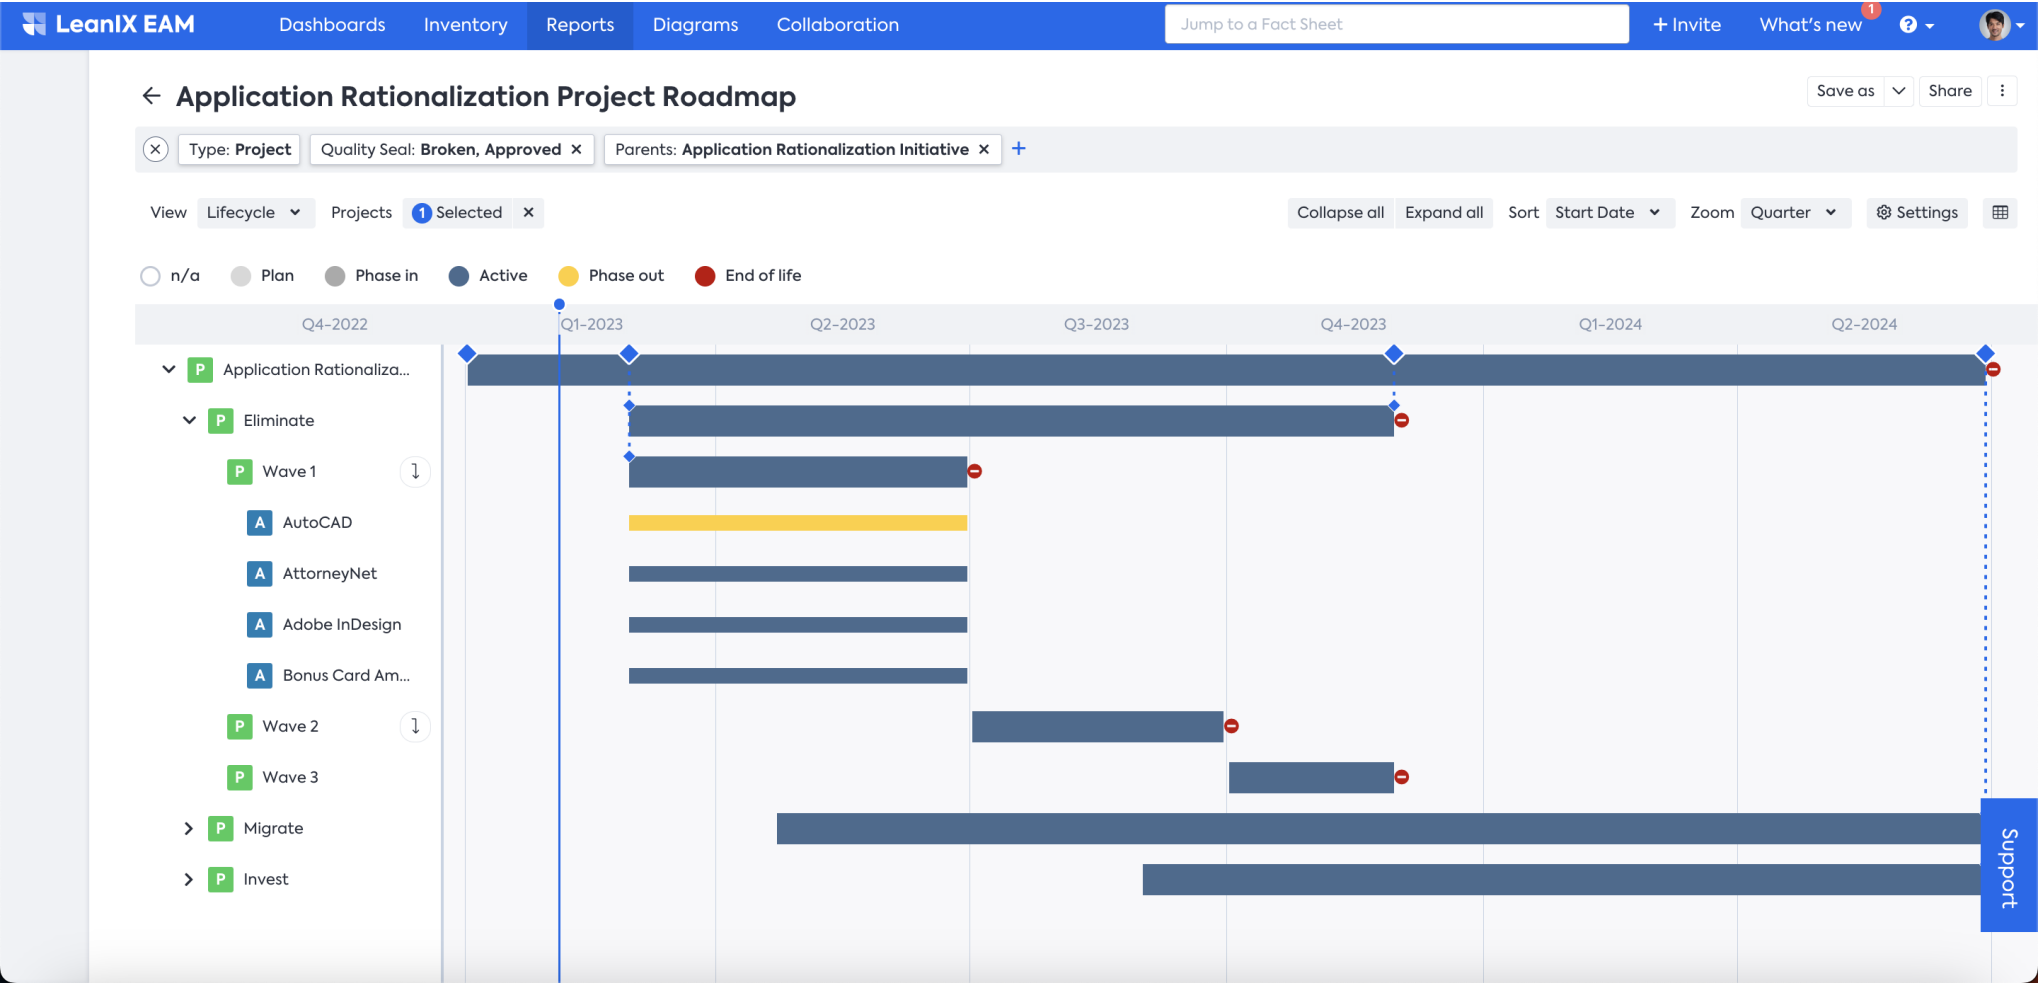 LeanIX EAM Dashboards Inventory Reports Diagrams Collaboration Jump to a Fact Sheet + Invite What's new 1 ?
Application Rationalization Project Roadmap Save as Share
Type: Project Quality Seal: Broken, Approved × Parents: Application Rationalization Initiative × +
View Lifecycle Projects 1 Selected × Collapse all Expand all Sort Start Date Zoom Quarter Settings
n/a Plan Phase in Active Phase out End of life
Q4-2022 Q1-2023 Q2-2023 Q3-2023 Q4-2023 Q1-2024 Q2-2024
P Application Rationaliza...
P Eliminate
P Wave 1
A AutoCAD
A AttorneyNet
A Adobe InDesign
A Bonus Card Am...
P Wave 2
P Wave 3
P Migrate
P Invest
Support